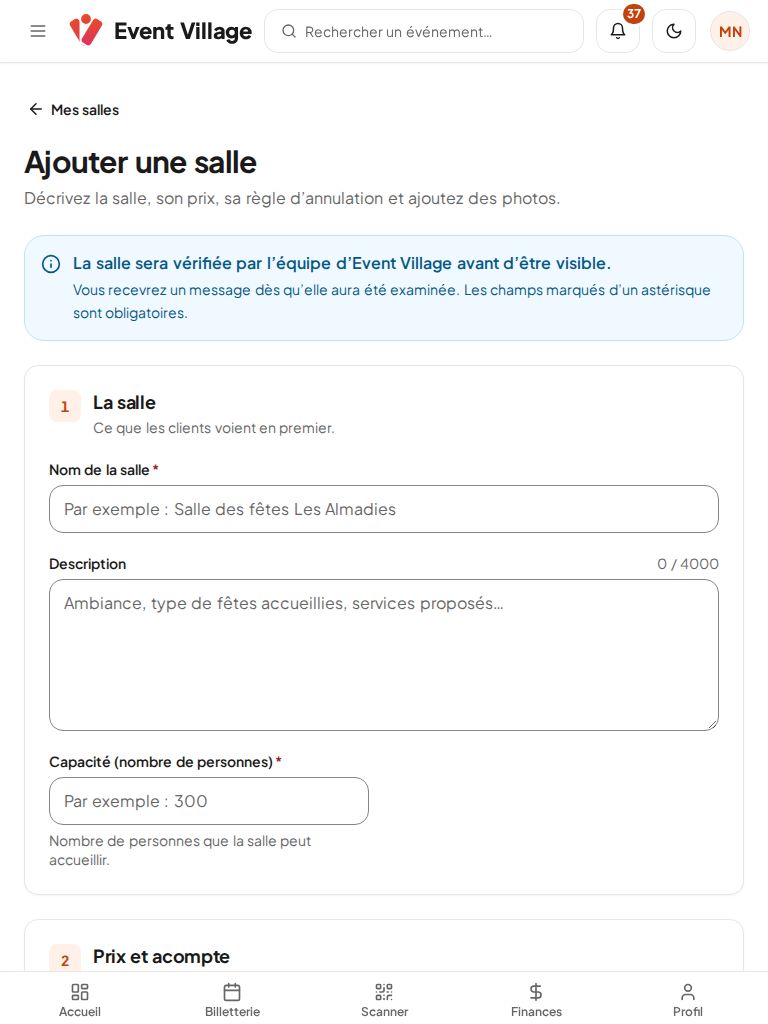 Event Village
Rechercher un événement…
37
MN
Mes salles
Ajouter une salle
Décrivez la salle, son prix, sa règle d’annulation et ajoutez des photos.
La salle sera vérifiée par l’équipe d’Event Village avant d’être visible.
Vous recevrez un message dès qu’elle aura été examinée. Les champs marqués d’un astérisque
sont obligatoires.
1
La salle
Ce que les clients voient en premier.
Nom de la salle *
Par exemple : Salle des fêtes Les Almadies
Description
0 / 4000
Ambiance, type de fêtes accueillies, services proposés…
Capacité (nombre de personnes) *
Par exemple : 300
Nombre de personnes que la salle peut
accueillir.
2
Prix et acompte
Accueil
Billetterie
Scanner
Finances
Profil